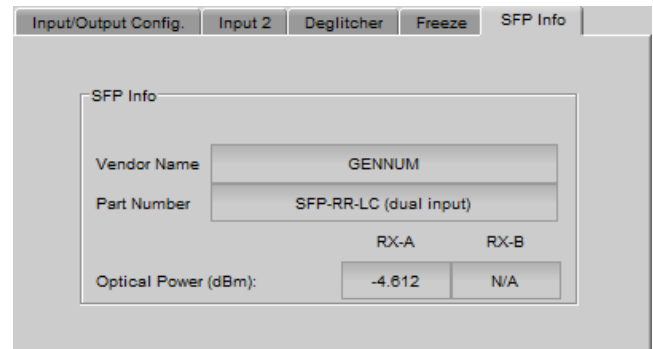 Input/Output Config. Input 2 Deglitcher Freeze SFP Info
SFP Info
Vendor Name GENNUM
Part Number SFP-RR-LC (dual input)
RX-A RX-B
Optical Power (dBm): -4.612 N/A